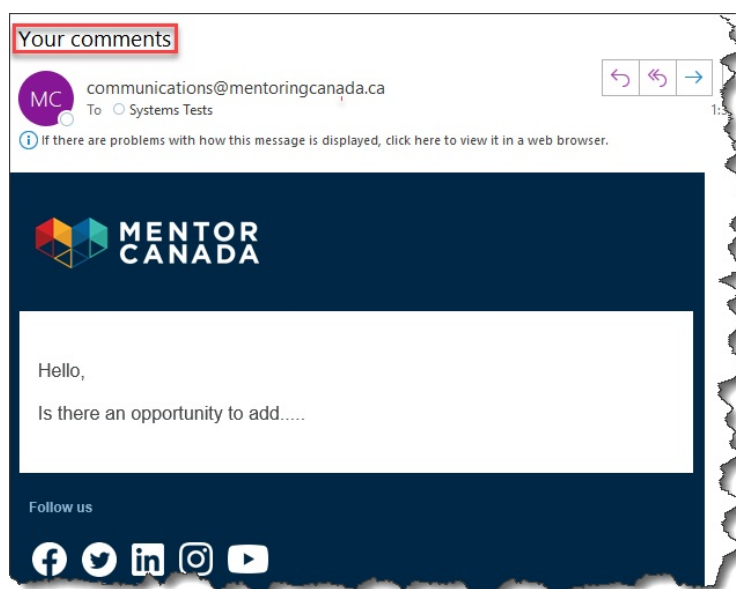 Your comments
MC
communications@mentoringcanada.ca
To Systems Tests
i If there are problems with how this message is displayed, click here to view it in a web browser.
MENTOR
CANADA
Hello,
Is there an opportunity to add.....
Follow us